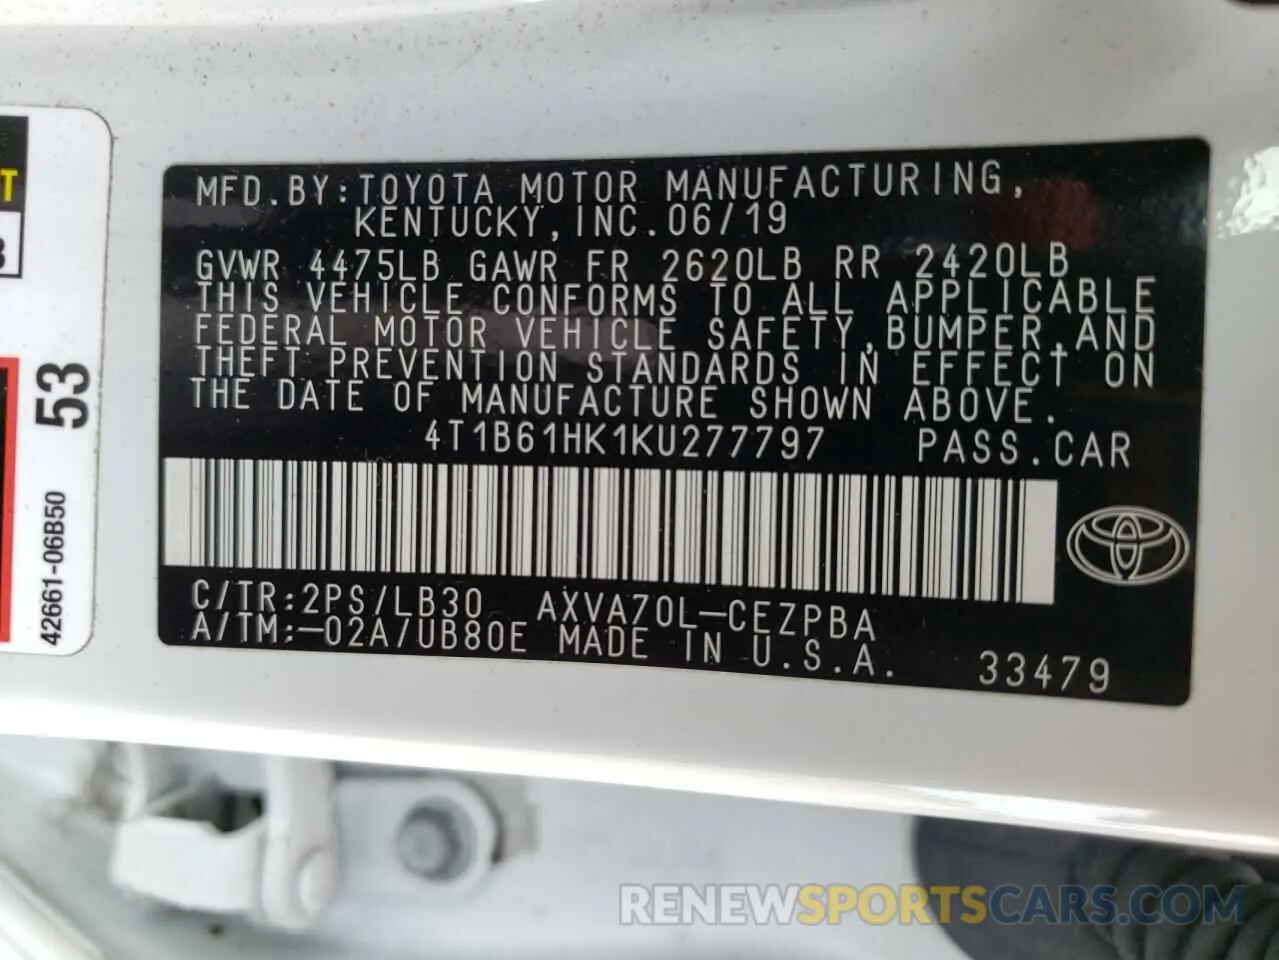 MFD.BY:TOYOTA MOTOR MANUFACTURING,
KENTUCKY,INC.06/19
GVWR 4475LB GAWR FR 2620LB RR 2420LB
THIS VEHICLE CONFORMS TO ALL APPLICABLE
FEDERAL MOTOR VEHICLE SAFETY,BUMPER,AND
THEFT PREVENTION STANDARDS IN EFFECT ON
THE DATE OF MANUFACTURE SHOWN ABOVE.
4T1B61HK1KU277797 PASS.CAR
C/TR:2PS/LB30 AXVA70L-CEZPBA
A/TM:-02A/UB80E MADE IN U.S.A. 33479
53
42661-06B50
RENEWSPORTSCARS.COM